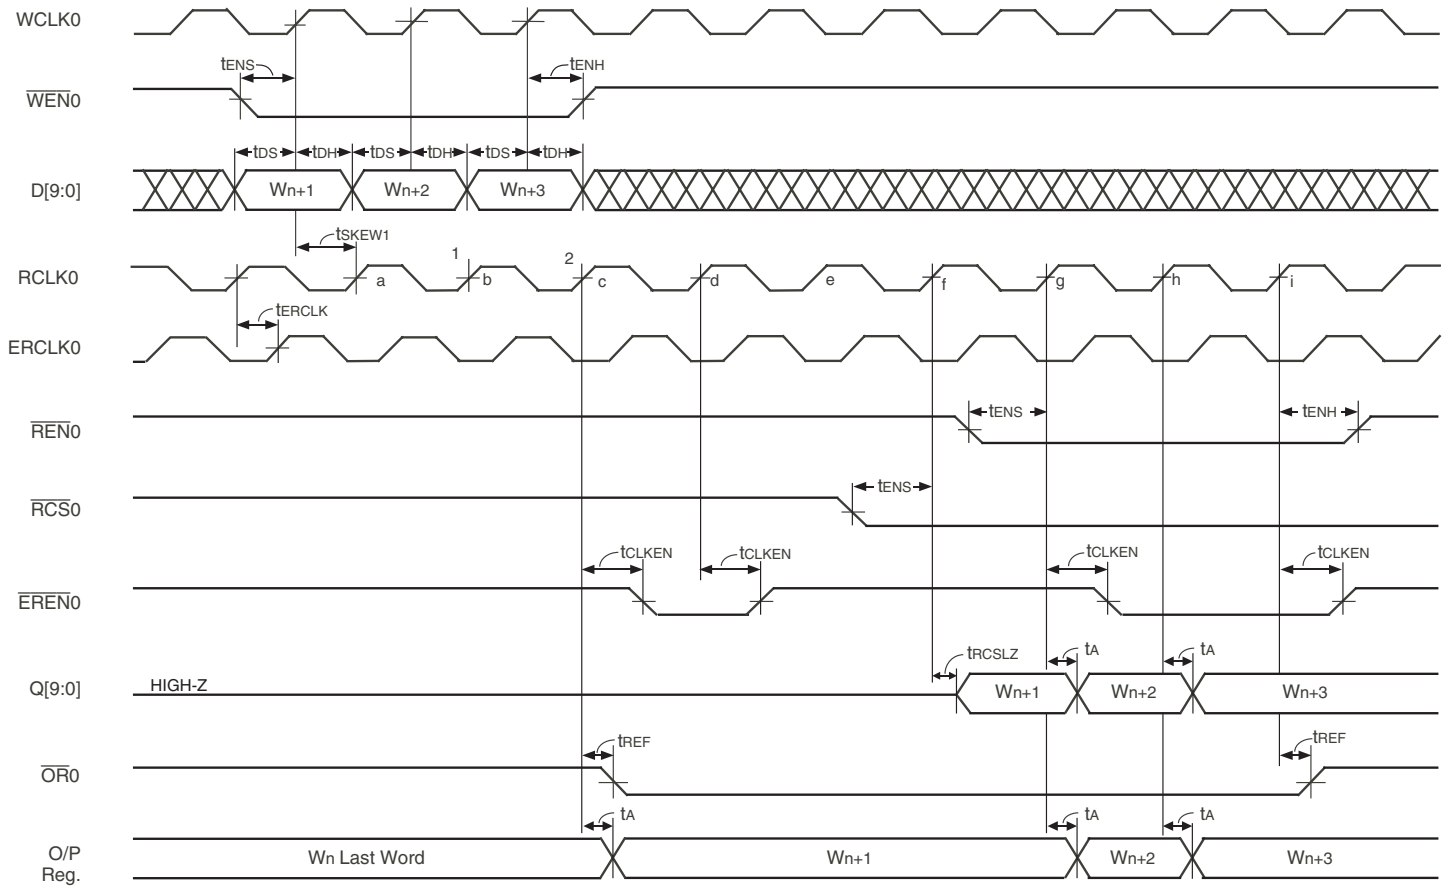 WCLK0
tENS
tENH
WEN0
tDS tDH tDS tDH tDS tDH
D[9:0]
Wn+1 Wn+2 Wn+3
tSKEW1
1 2
RCLK0
a b c d e f g h i
tERCLK
ERCLK0
tENS tENH
REN0
tENS
RCS0
tCLKEN tCLKEN tCLKEN tCLKEN
EREN0
tRCSLZ tA tA
Q[9:0]
HIGH-Z
Wn+1 Wn+2 Wn+3
tREF tREF
OR0
tA tA tA
O/P
Reg.
Wn Last Word Wn+1 Wn+2 Wn+3